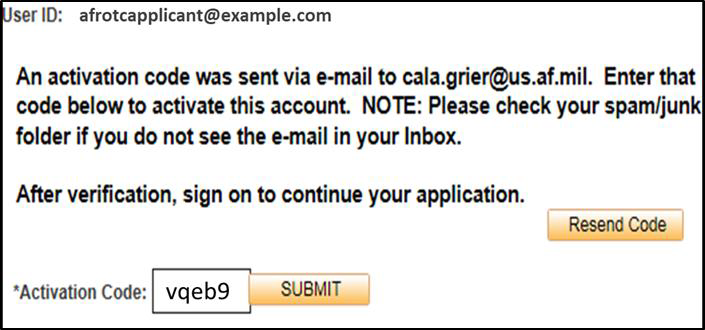 User ID: afrotcapplicant@example.com
An activation code was sent via e-mail to cala.grier@us.af.mil. Enter that
code below to activate this account. NOTE: Please check your spam/junk
folder if you do not see the e-mail in your Inbox.
After verification, sign on to continue your application.
Resend Code
*Activation Code: vqeb9 SUBMIT